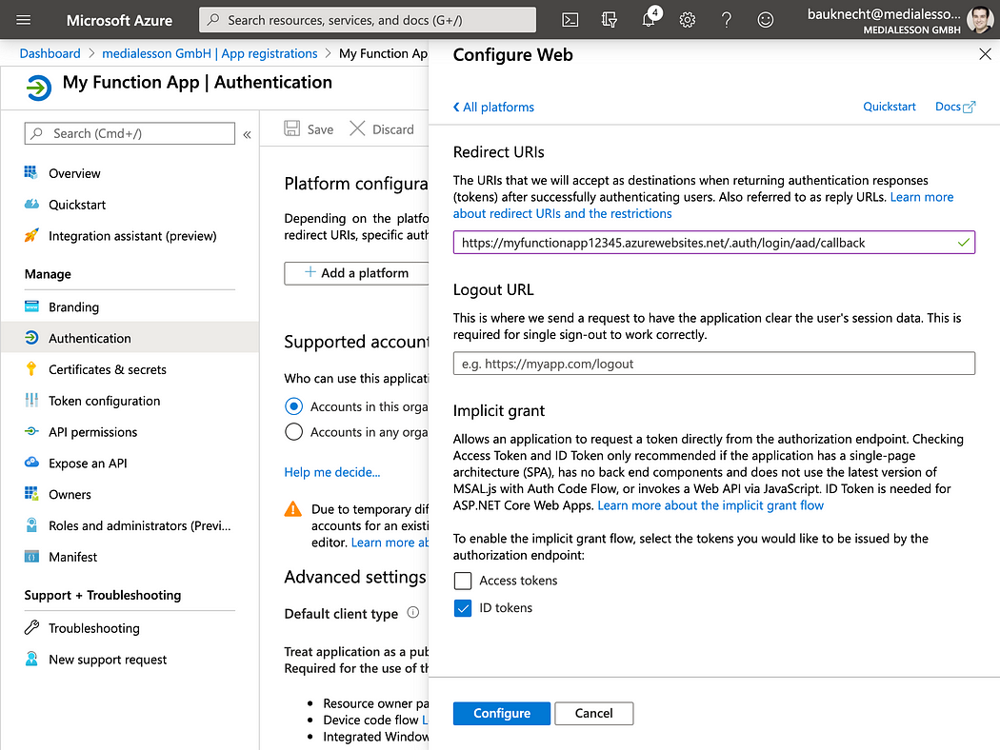 Microsoft Azure
Search resources, services, and docs (G+/)
4
bauknecht@medialesso...
MEDIALESSON GMBH
Dashboard > medialesson GmbH | App registrations > My Function Ap
My Function App | Authentication
Search (Cmd+/)
«
Overview
Quickstart
Integration assistant (preview)
Manage
Branding
Authentication
Certificates & secrets
Token configuration
API permissions
Expose an API
Owners
Roles and administrators (Previ...
Manifest
Support + Troubleshooting
Troubleshooting
New support request
Save
Discard
Platform configura
Depending on the platfo
redirect URIs, specific aut
+ Add a platform
Supported account
Who can use this applicati
Accounts in this orga
Accounts in any orga
Help me decide...
Due to temporary dif
accounts for an existi
editor. Learn more ab
Advanced settings
Default client type
Treat application as a pub
Required for the use of th
• Resource owner pa
• Device code flow L
• Integrated Window
Configure Web
All platforms
Quickstart
Docs
Redirect URIs
The URIs that we will accept as destinations when returning authentication responses
(tokens) after successfully authenticating users. Also referred to as reply URLs. Learn more
about redirect URIs and the restrictions
https://myfunctionapp12345.azurewebsites.net/.auth/login/aad/callback
Logout URL
This is where we send a request to have the application clear the user's session data. This is
required for single sign-out to work correctly.
e.g. https://myapp.com/logout
Implicit grant
Allows an application to request a token directly from the authorization endpoint. Checking
Access Token and ID Token only recommended if the application has a single-page
architecture (SPA), has no back end components and does not use the latest version of
MSAL.js with Auth Code Flow, or invokes a Web API via JavaScript. ID Token is needed for
ASP.NET Core Web Apps. Learn more about the implicit grant flow
To enable the implicit grant flow, select the tokens you would like to be issued by the
authorization endpoint:
Access tokens
ID tokens
Configure
Cancel